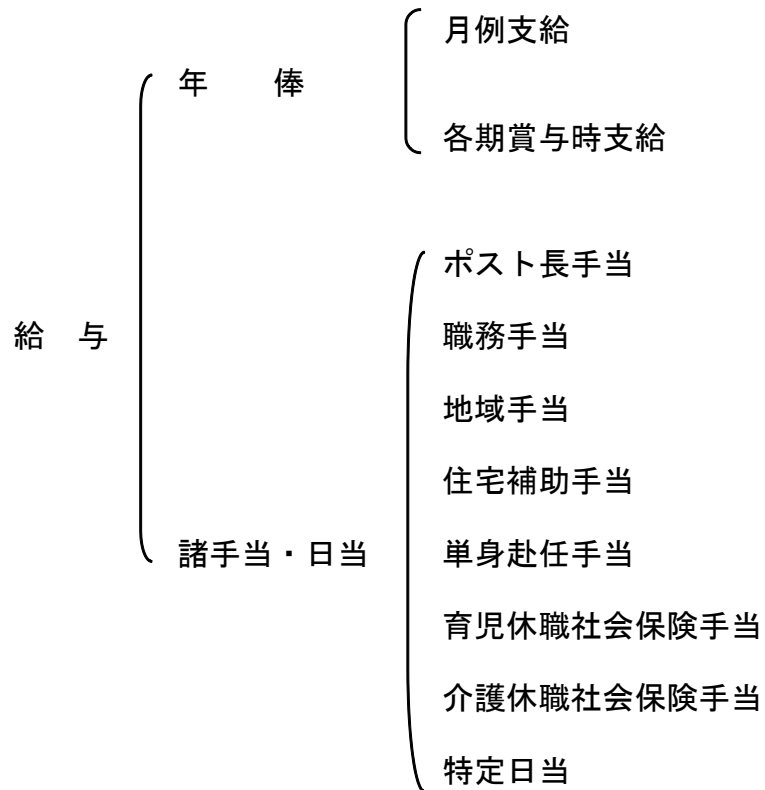 月例支給
年 俸
各期賞与時支給
ポスト長手当
給 与
職務手当
地域手当
住宅補助手当
諸手当・日当
単身赴任手当
育児休職社会保険手当
介護休職社会保険手当
特定日当